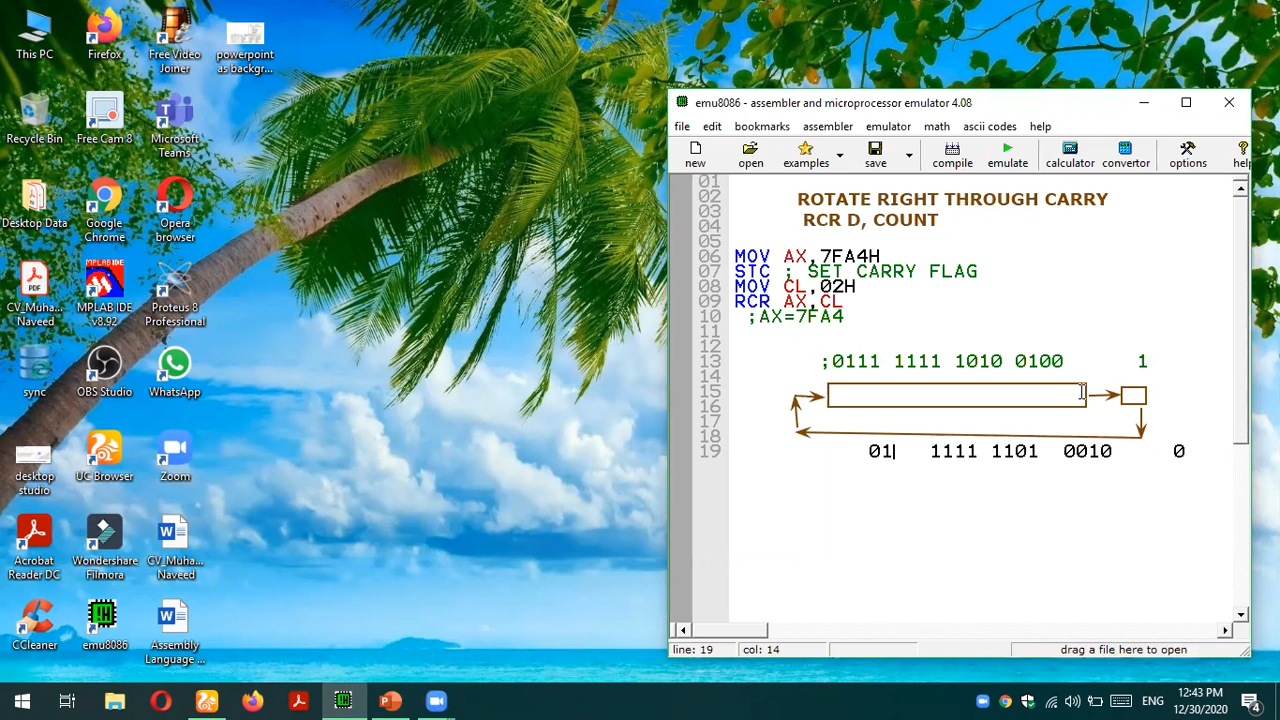 This PC
Firefox
Free Video Joiner
powerpoint as backgr...
Recycle Bin
Free Cam 8
Microsoft Teams
Desktop Data
Google Chrome
Opera browser
CV_Muha... Naveed
MPLAB IDE v8.92
Proteus 8 Professional
sync
OBS Studio
WhatsApp
desktop studio
UC Browser
Zoom
Acrobat Reader DC
Wondershare Filmora
CV_Muha... Naveed
CCleaner
emu8086
Assembly Language ...
emu8086 - assembler and microprocessor emulator 4.08
file edit bookmarks assembler emulator math ascii codes help
new open examples save compile emulate calculator convertor options help
01
02 ROTATE RIGHT THROUGH CARRY
03 RCR D, COUNT
04
05
06 MOV AX,7FA4H
07 STC ; SET CARRY FLAG
08 MOV CL,02H
09 RCR AX,CL
10 ;AX=7FA4
11
12
13 ;0111 1111 1010 0100 1
14
15
16
17
18
19 01 1111 1101 0010 0
line: 19 col: 14 drag a file here to open
ENG
12:43 PM
12/30/2020
4